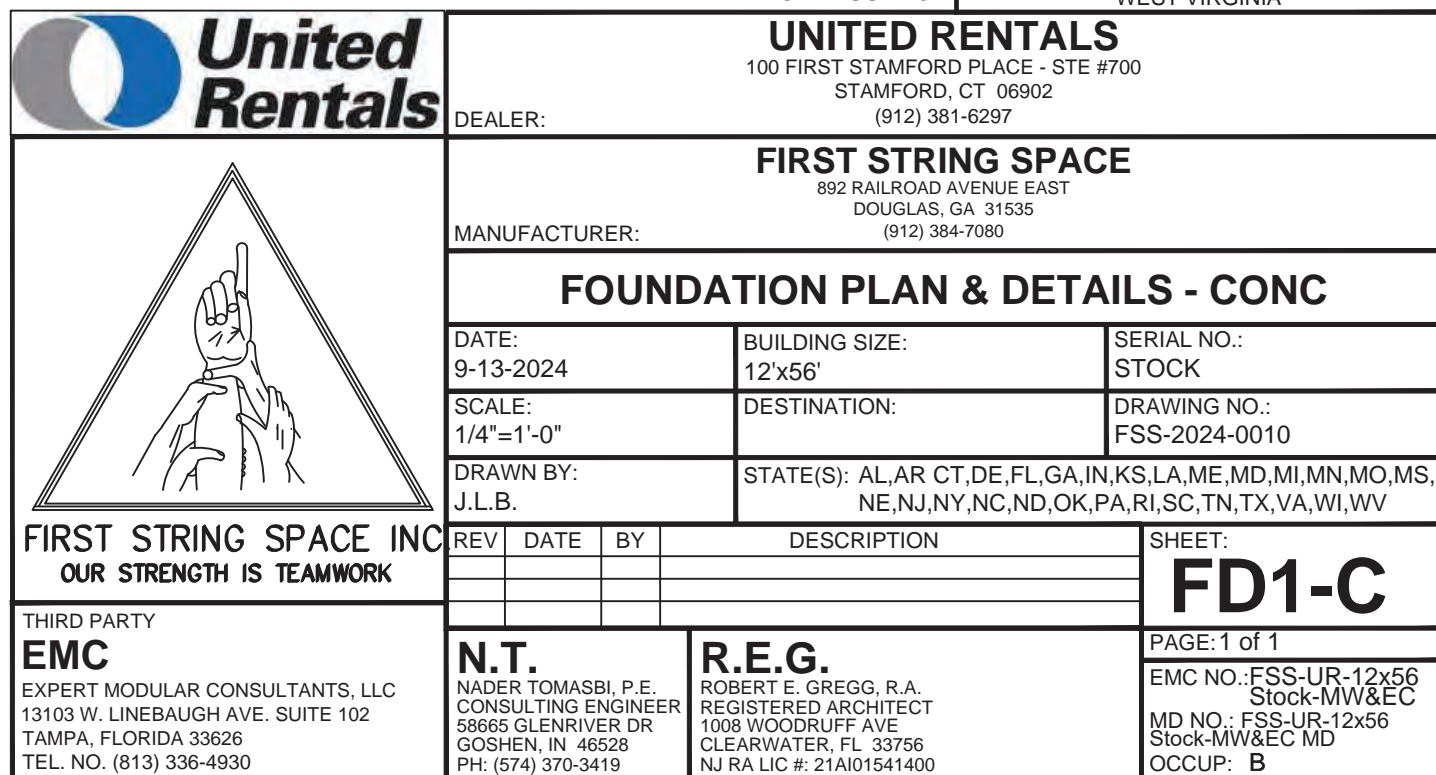 WEST VIRGINIA
United
Rentals
DEALER:
UNITED RENTALS
100 FIRST STAMFORD PLACE - STE #700
STAMFORD, CT 06902
(912) 381-6297
MANUFACTURER:
FIRST STRING SPACE
892 RAILROAD AVENUE EAST
DOUGLAS, GA 31535
(912) 384-7080
FOUNDATION PLAN & DETAILS - CONC
DATE:
9-13-2024
BUILDING SIZE:
12'x56'
SERIAL NO.:
STOCK
SCALE:
1/4"=1'-0"
DESTINATION:
DRAWING NO.:
FSS-2024-0010
DRAWN BY:
J.L.B.
STATE(S): AL,AR CT,DE,FL,GA,IN,KS,LA,ME,MD,MI,MN,MO,MS,
NE,NJ,NY,NC,ND,OK,PA,RI,SC,TN,TX,VA,WI,WV
FIRST STRING SPACE INC
OUR STRENGTH IS TEAMWORK
REV DATE BY DESCRIPTION
SHEET:
FD1-C
THIRD PARTY
EMC
EXPERT MODULAR CONSULTANTS, LLC
13103 W. LINEBAUGH AVE. SUITE 102
TAMPA, FLORIDA 33626
TEL. NO. (813) 336-4930
N.T.
NADER TOMASBI, P.E.
CONSULTING ENGINEER
58665 GLENRIVER DR
GOSHEN, IN 46528
PH: (574) 370-3419
R.E.G.
ROBERT E. GREGG, R.A.
REGISTERED ARCHITECT
1008 WOODRUFF AVE
CLEARWATER, FL 33756
NJ RA LIC #: 21AI01541400
PAGE: 1 of 1
EMC NO.: FSS-UR-12x56
Stock-MW&EC
MD NO.: FSS-UR-12x56
Stock-MW&EC MD
OCCUP: B